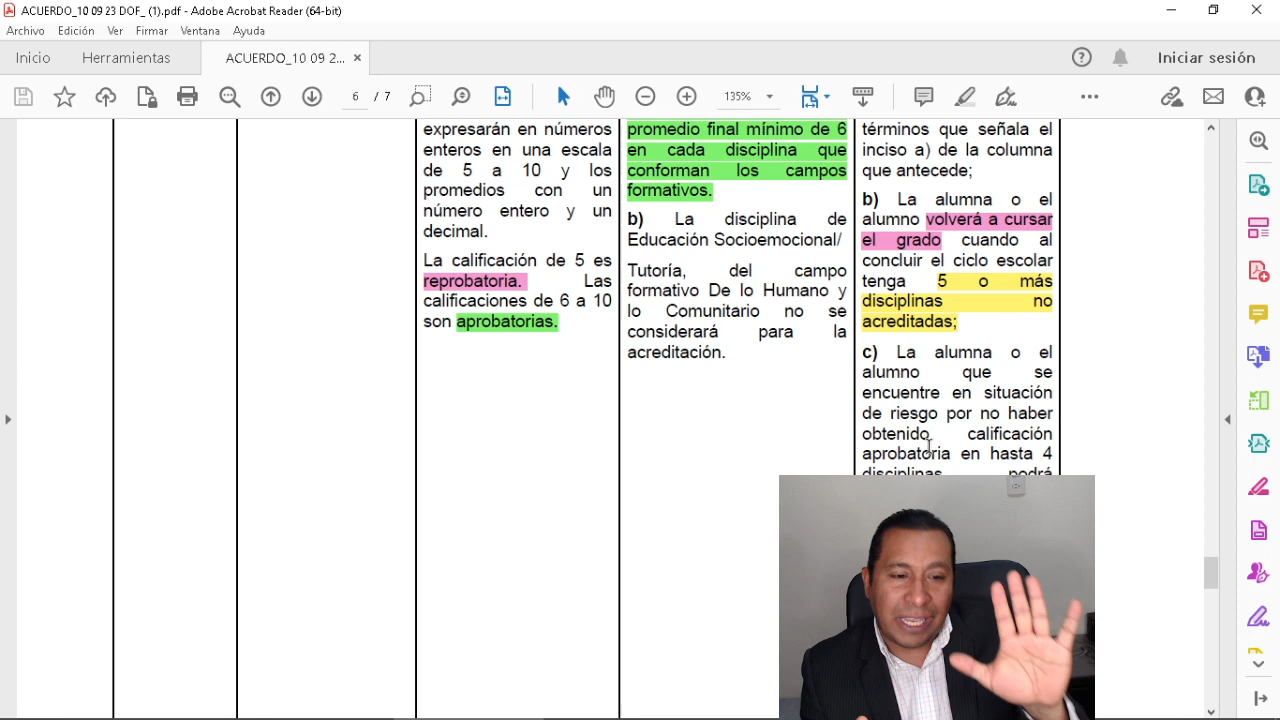 ACUERDO_10 09 23 DOF_ (1).pdf - Adobe Acrobat Reader (64-bit)
Archivo Edición Ver Firmar Ventana Ayuda
Inicio Herramientas ACUERDO_10 09 2... × Iniciar sesión
6 / 7 135%
expresarán en números
enteros en una escala
de 5 a 10 y los
promedios con un
número entero y un
decimal.
La calificación de 5 es
reprobatoria. Las
calificaciones de 6 a 10
son aprobatorias.
promedio final mínimo de 6
en cada disciplina que
conforman los campos
formativos.
b) La disciplina de
Educación Socioemocional/
Tutoría, del campo
formativo De lo Humano y
lo Comunitario no se
considerará para la
acreditación.
términos que señala el
inciso a) de la columna
que antecede;
b) La alumna o el
alumno volverá a cursar
el grado cuando al
concluir el ciclo escolar
tenga 5 o más
disciplinas no
acreditadas;
c) La alumna o el
alumno que se
encuentre en situación
de riesgo por no haber
obtenido calificación
aprobatoria en hasta 4
disciplinas podrá